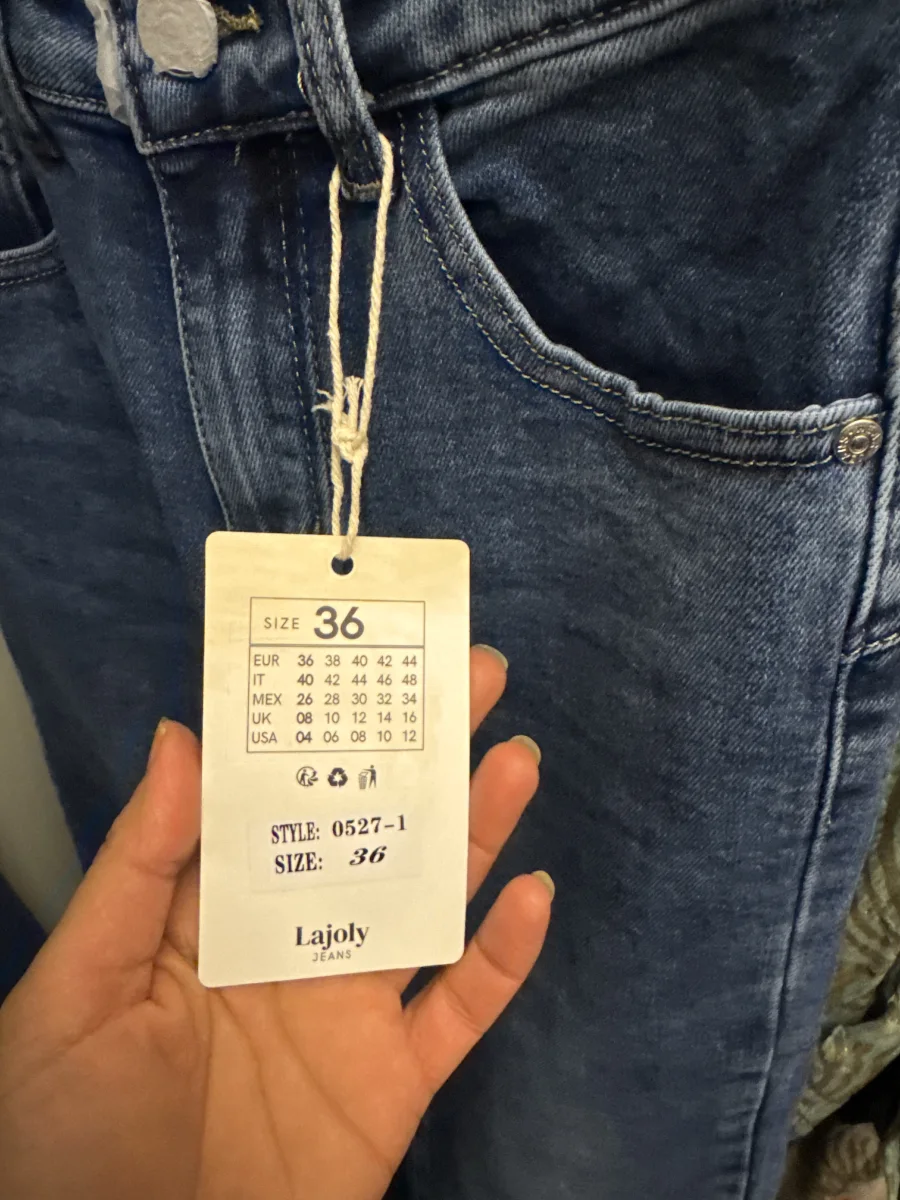 SIZE 36
EUR 36 38 40 42 44
IT 40 42 44 46 48
MEX 26 28 30 32 34
UK 08 10 12 14 16
USA 04 06 08 10 12
STYLE: 0527-1
SIZE: 36
Lajoly
JEANS